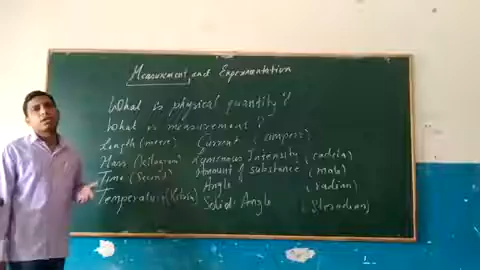 Measurement and Experimentation
What is physical quantity?
What is measurement?
Length (meter) Current (ampere)
Mass (kilogram) Luminous Intensity (candela)
Time (Second) Amount of substance (mole)
Angle (radian)
Temperature (Kelvin) Solid Angle (Steradian)